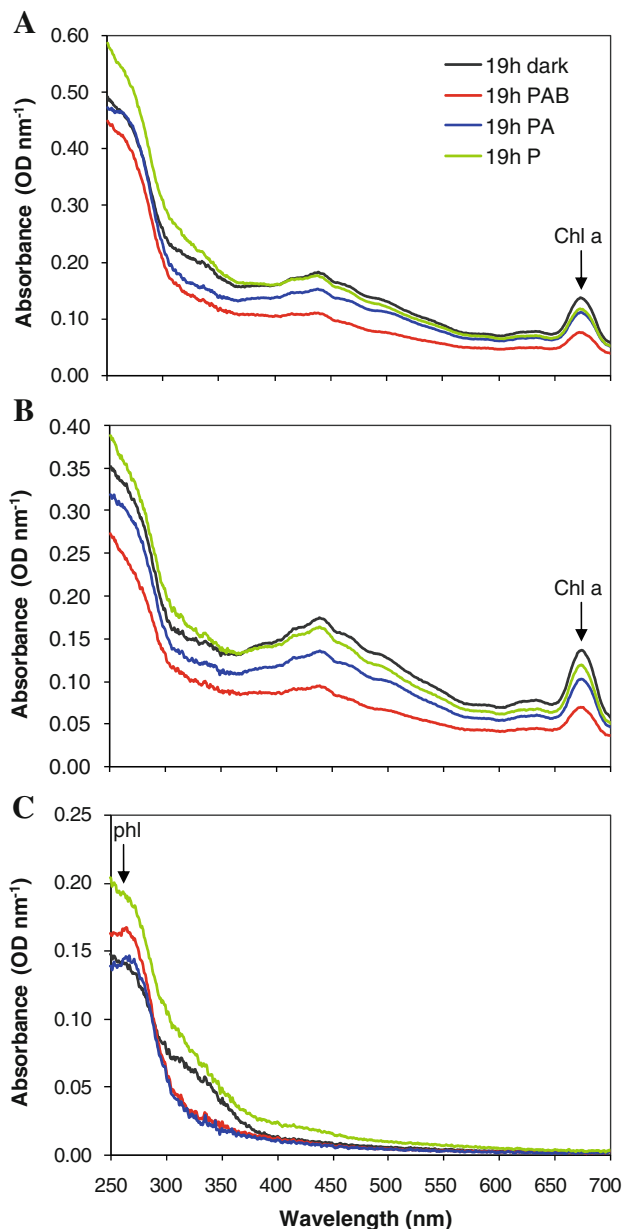 A
0.60
0.50
0.40
0.30
0.20
0.10
0.00
Absorbance (OD nm⁻¹)
19h dark
19h PAB
19h PA
19h P
Chl a
B
0.40
0.35
0.30
0.25
0.20
0.15
0.10
0.05
0.00
Absorbance (OD nm⁻¹)
Chl a
C
0.25
0.20
0.15
0.10
0.05
0.00
Absorbance (OD nm⁻¹)
phl
250 300 350 400 450 500 550 600 650 700
Wavelength (nm)